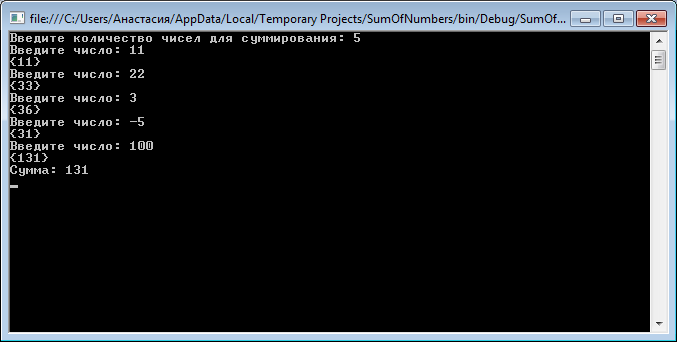 file:///C:/Users/Анастасия/AppData/Local/Temporary Projects/SumOfNumbers/bin/Debug/SumOf...
Введите количество чисел для суммирования: 5
Введите число: 11
{11}
Введите число: 22
{33}
Введите число: 3
{36}
Введите число: -5
{31}
Введите число: 100
{131}
Сумма: 131